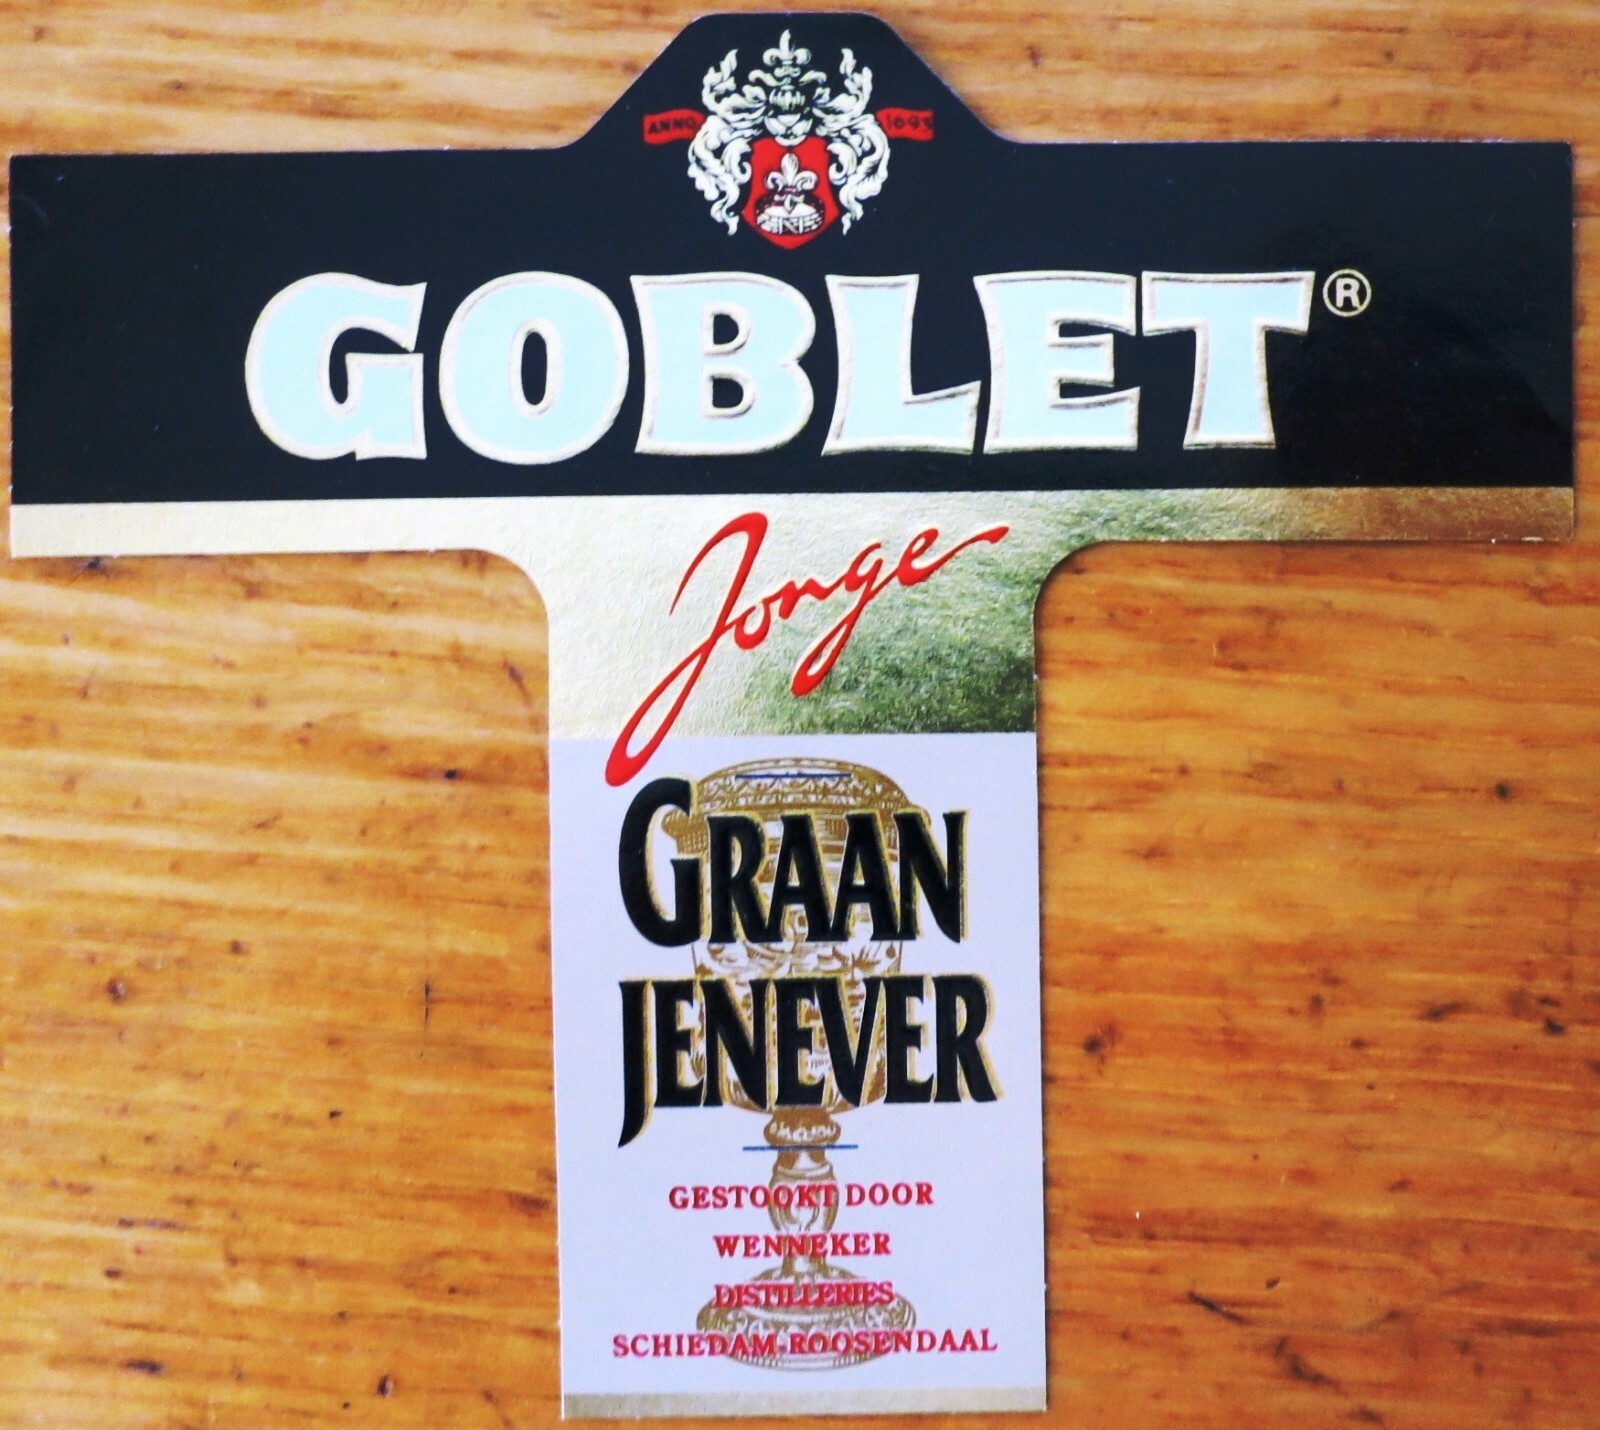 ANNO 1693
GOBLET®
Jonge
GRAAN
JENEVER
GESTOOKT DOOR
WENNEKER
DISTILLERIES
SCHIEDAM-ROOSENDAAL